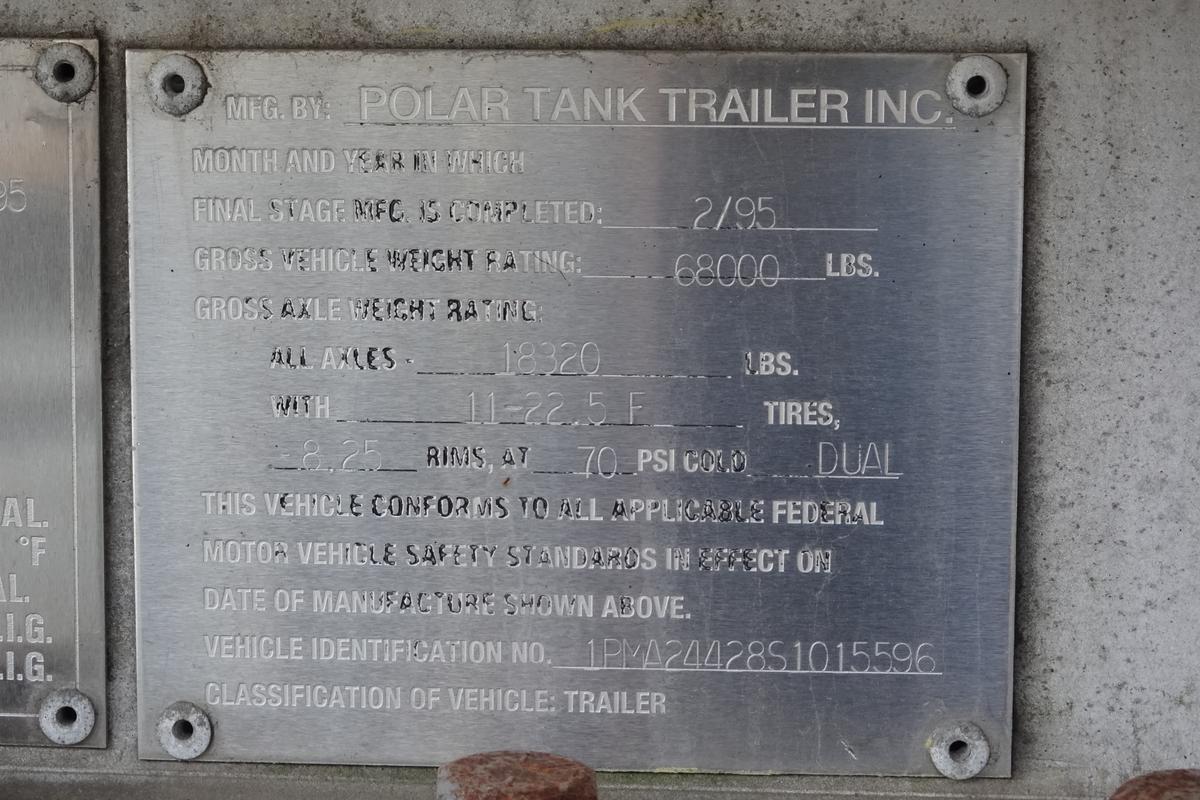 MFG. BY: POLAR TANK TRAILER INC.
MONTH AND YEAR IN WHICH
FINAL STAGE MFG. IS COMPLETED: 2/95
GROSS VEHICLE WEIGHT RATING: 68000 LBS.
GROSS AXLE WEIGHT RATING:
ALL AXLES - 18320 LBS.
WITH 11-22.5 F TIRES,
-8.25 RIMS, AT 70 PSI COLD DUAL
THIS VEHICLE CONFORMS TO ALL APPLICABLE FEDERAL
MOTOR VEHICLE SAFETY STANDARDS IN EFFECT ON
DATE OF MANUFACTURE SHOWN ABOVE.
VEHICLE IDENTIFICATION NO. 1PMA24428S1015596
CLASSIFICATION OF VEHICLE: TRAILER
95
AL.
°F
AL.
.I.G.
.I.G.